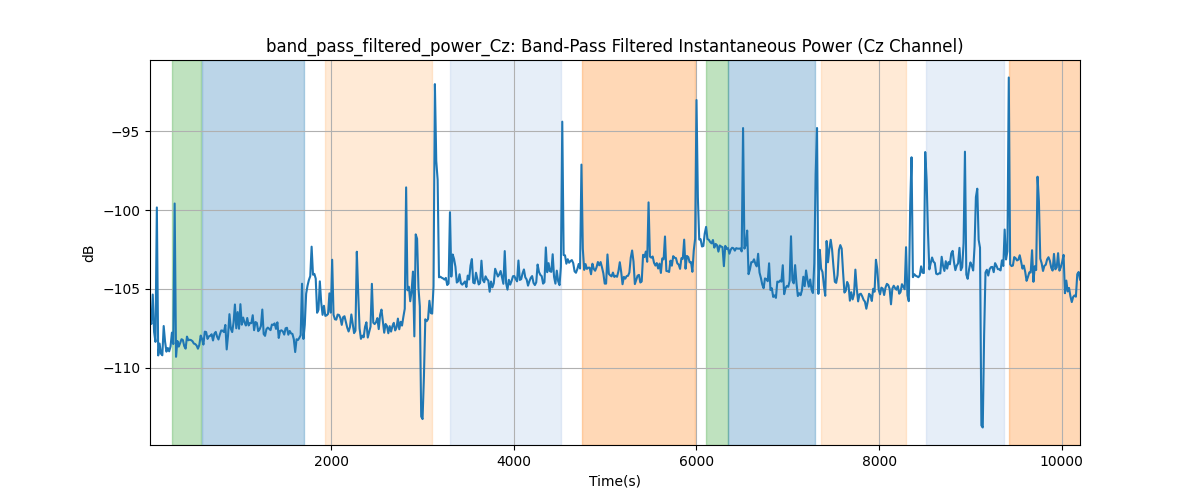 band_pass_filtered_power_Cz: Band-Pass Filtered Instantaneous Power (Cz Channel)
−95
−100
−105
−110
dB
2000 4000 6000 8000 10000
Time(s)